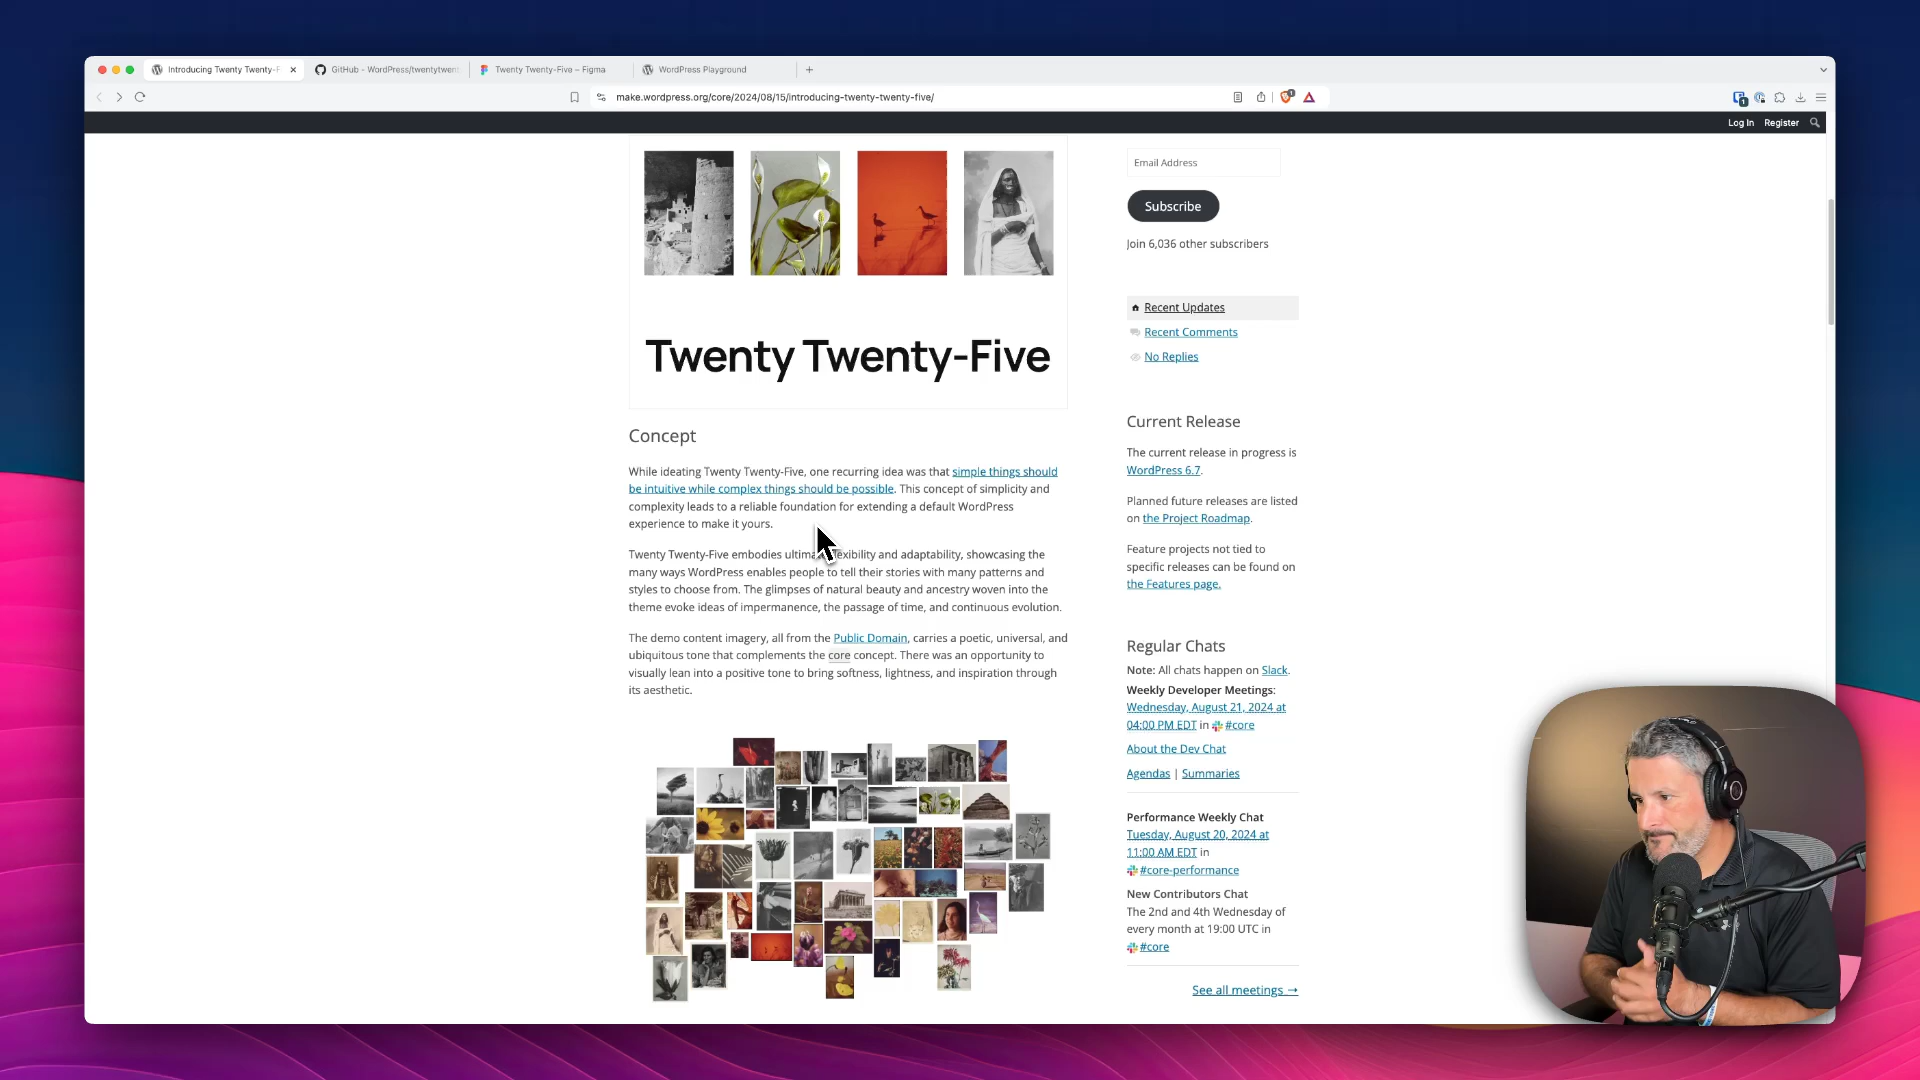 Introducing Twenty Twenty-F
GitHub - WordPress/twentytwent
Twenty Twenty-Five – Figma
WordPress Playground
make.wordpress.org/core/2024/08/15/introducing-twenty-twenty-five/
Log In Register
Twenty Twenty-Five
Concept
While ideating Twenty Twenty-Five, one recurring idea was that simple things should
be intuitive while complex things should be possible. This concept of simplicity and
complexity leads to a reliable foundation for extending a default WordPress
experience to make it yours.
Twenty Twenty-Five embodies ultima exibility and adaptability, showcasing the
many ways WordPress enables people to tell their stories with many patterns and
styles to choose from. The glimpses of natural beauty and ancestry woven into the
theme evoke ideas of impermanence, the passage of time, and continuous evolution.
The demo content imagery, all from the Public Domain, carries a poetic, universal, and
ubiquitous tone that complements the core concept. There was an opportunity to
visually lean into a positive tone to bring softness, lightness, and inspiration through
its aesthetic.
Email Address
Subscribe
Join 6,036 other subscribers
Recent Updates
Recent Comments
No Replies
Current Release
The current release in progress is
WordPress 6.7.
Planned future releases are listed
on the Project Roadmap.
Feature projects not tied to
specific releases can be found on
the Features page.
Regular Chats
Note: All chats happen on Slack.
Weekly Developer Meetings:
Wednesday, August 21, 2024 at
04:00 PM EDT in #core
About the Dev Chat
Agendas | Summaries
Performance Weekly Chat
Tuesday, August 20, 2024 at
11:00 AM EDT in
#core-performance
New Contributors Chat
The 2nd and 4th Wednesday of
every month at 19:00 UTC in
#core
See all meetings →